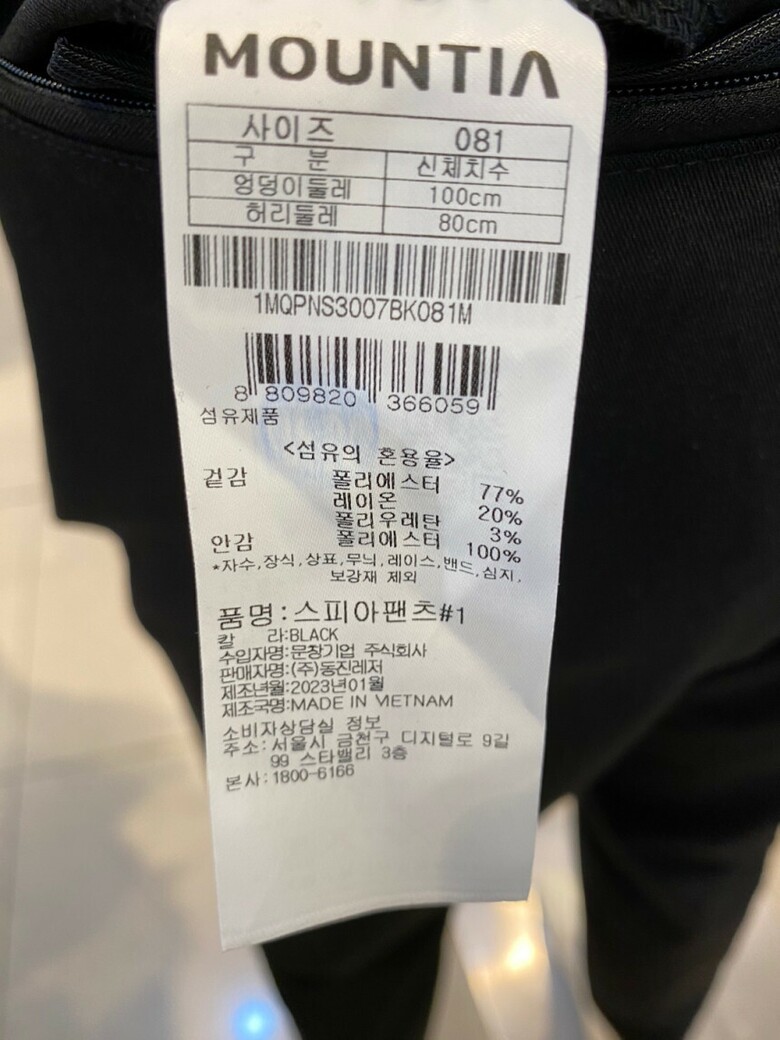 MOUNTIA
사이즈 081
구 분 신체치수
엉덩이둘레 100cm
허리둘레 80cm
1MQPNS3007BK081M
8 809820 366059
섬유제품
<섬유의 혼용율>
겉감 폴리에스터 77%
레이온 20%
폴리우레탄 3%
안감 폴리에스터 100%
*자수,장식,상표,무늬,레이스,밴드,심지,
보강재 제외
품명:스피아팬츠#1
칼 라:BLACK
수입자명:문창기업 주식회사
판매자명:(주)동진레저
제조년월:2023년01월
제조국명:MADE IN VIETNAM
소비자상담실 정보
주소:서울시 금천구 디지털로 9길
99 스타밸리 3층
본사:1800-6166